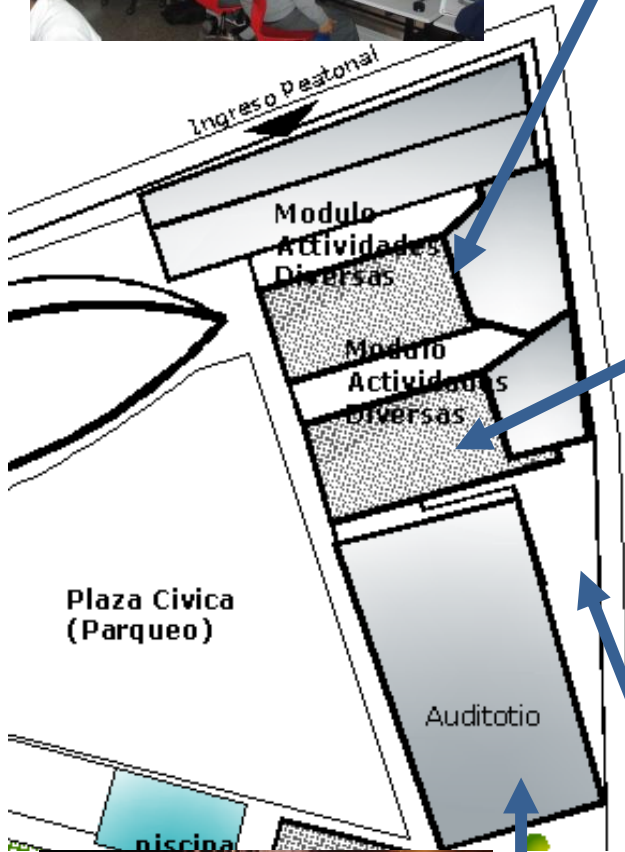 Ingreso Peatonal
Modulo
Actividades
Diversas
Modulo
Actividades
Diversas
Plaza Civica
(Parqueo)
Auditotio
piscina